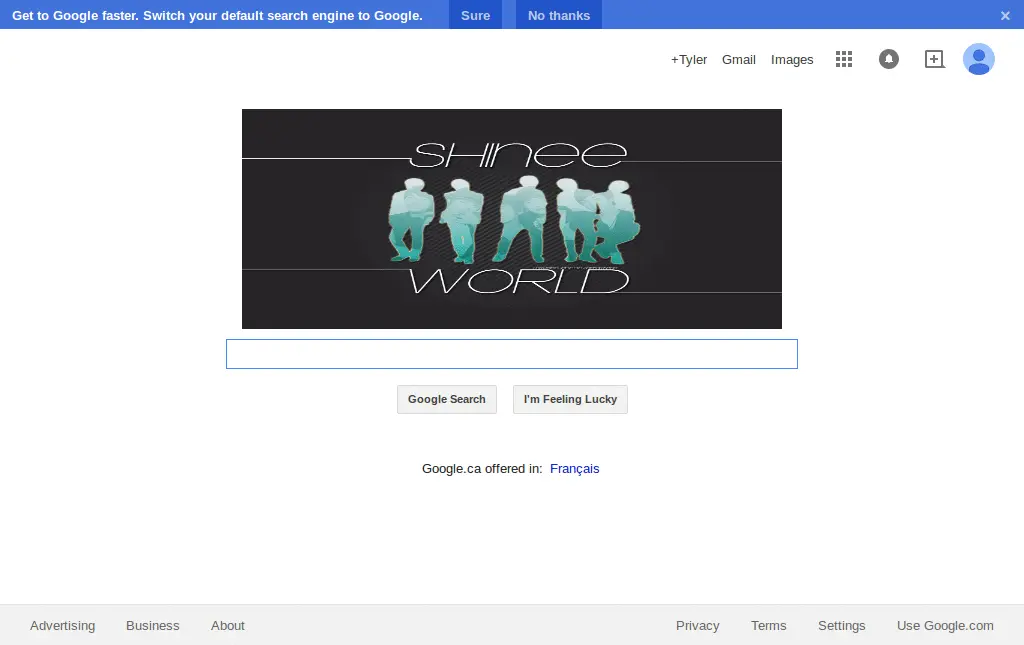 Get to Google faster. Switch your default search engine to Google. Sure No thanks
+Tyler Gmail Images
SHINee
WORLD
Google Search I'm Feeling Lucky
Google.ca offered in: Français
Advertising Business About Privacy Terms Settings Use Google.com